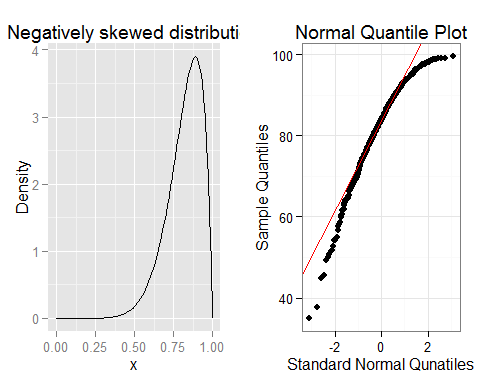 Negatively skewed distributi
4
3
2
1
0
Density
0.00 0.25 0.50 0.75 1.00
x
Normal Quantile Plot
100
80
60
40
Sample Quantiles
-2 0 2
Standard Normal Qunatiles